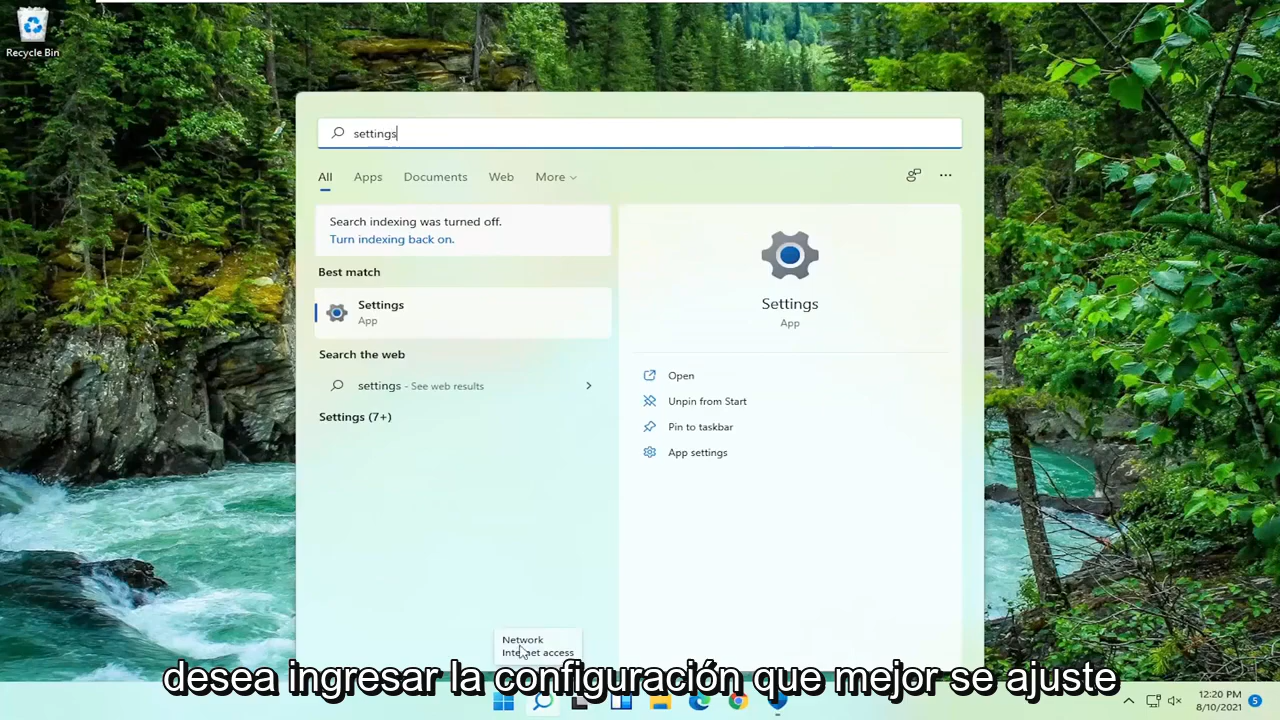 Recycle Bin
settings
All Apps Documents Web More
Search indexing was turned off.
Turn indexing back on.
Best match
Settings
App
Search the web
settings - See web results
Settings (7+)
Settings
App
Open
Unpin from Start
Pin to taskbar
App settings
Network
Internet access
desea ingresar la configuración que mejor se ajuste
12:20 PM
8/10/2021
5